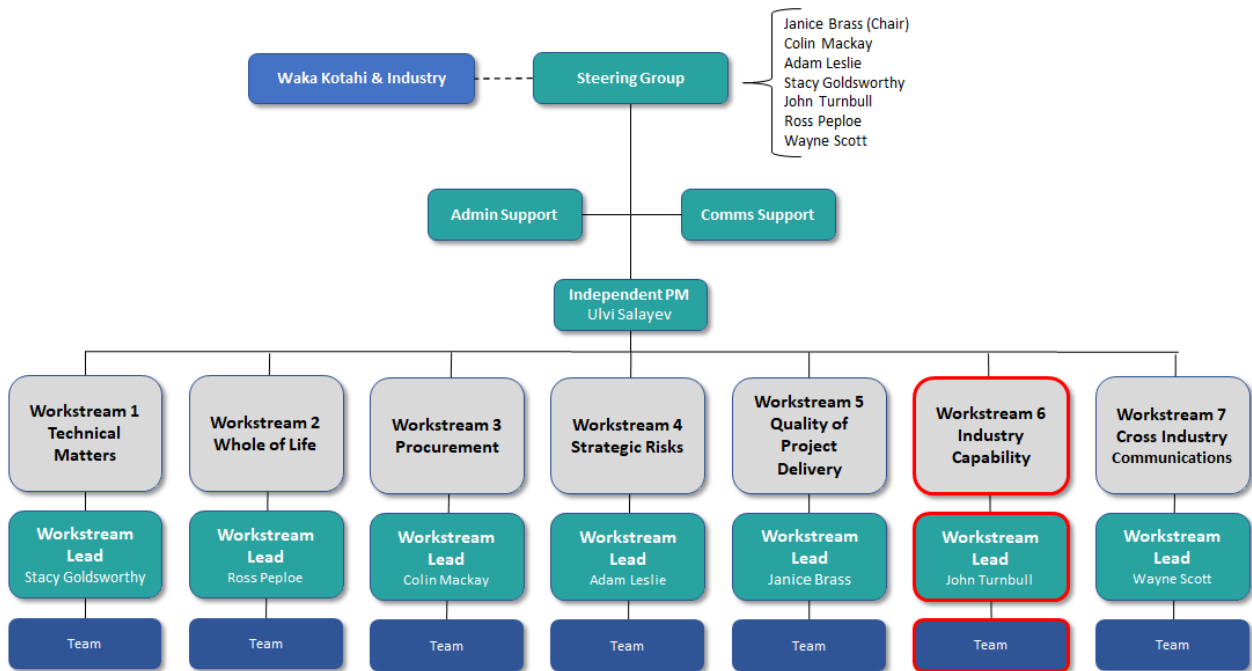 Janice Brass (Chair)
Colin Mackay
Adam Leslie
Stacy Goldsworthy
John Turnbull
Ross Peploe
Wayne Scott
Waka Kotahi & Industry
Steering Group
Admin Support
Comms Support
Independent PM
Ulvi Salayev
Workstream 1
Technical
Matters
Workstream 2
Whole of Life
Workstream 3
Procurement
Workstream 4
Strategic Risks
Workstream 5
Quality of
Project
Delivery
Workstream 6
Industry
Capability
Workstream 7
Cross Industry
Communications
Workstream
Lead
Stacy Goldsworthy
Workstream
Lead
Ross Peploe
Workstream
Lead
Colin Mackay
Workstream
Lead
Adam Leslie
Workstream
Lead
Janice Brass
Workstream
Lead
John Turnbull
Workstream
Lead
Wayne Scott
Team
Team
Team
Team
Team
Team
Team